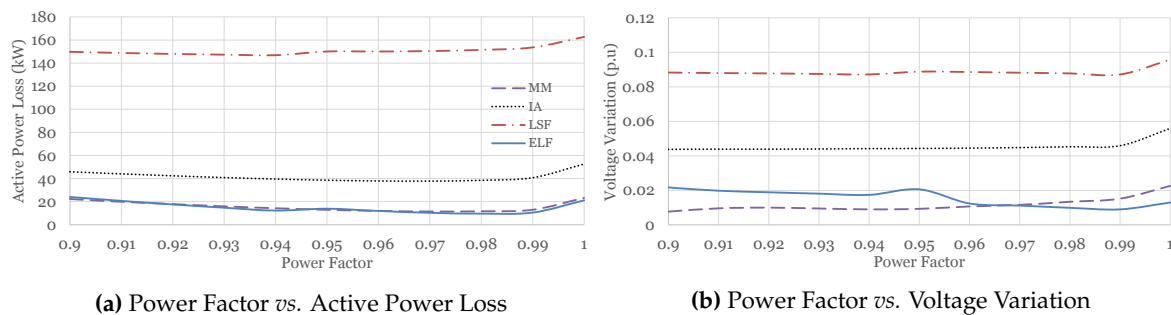 180
160
140
120
100
80
60
40
20
0
Active Power Loss (kW)
MM
IA
LSF
ELF
0.9 0.91 0.92 0.93 0.94 0.95 0.96 0.97 0.98 0.99 1
Power Factor
(a) Power Factor vs. Active Power Loss
0.12
0.1
0.08
0.06
0.04
0.02
0
Voltage Variation (p.u)
0.9 0.91 0.92 0.93 0.94 0.95 0.96 0.97 0.98 0.99 1
Power Factor
(b) Power Factor vs. Voltage Variation